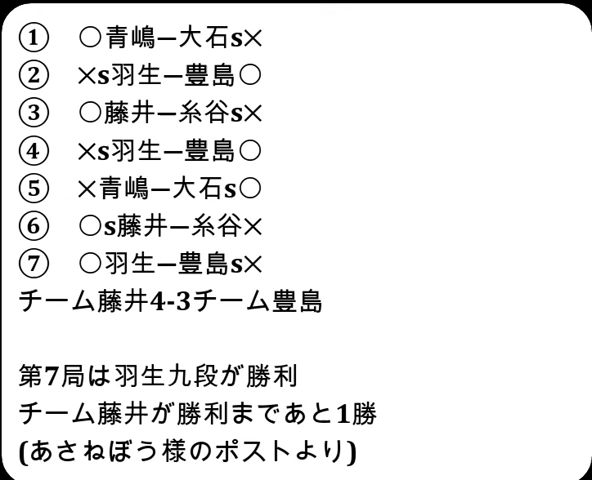 ① ○青嶋ー大石s×
② ×s羽生ー豊島○
③ ○藤井ー糸谷s×
④ ×s羽生ー豊島○
⑤ ×青嶋ー大石s○
⑥ ○s藤井ー糸谷×
⑦ ○羽生ー豊島s×
チーム藤井4-3チーム豊島
第7局は羽生九段が勝利
チーム藤井が勝利まであと1勝
(あさねぼう様のポストより)